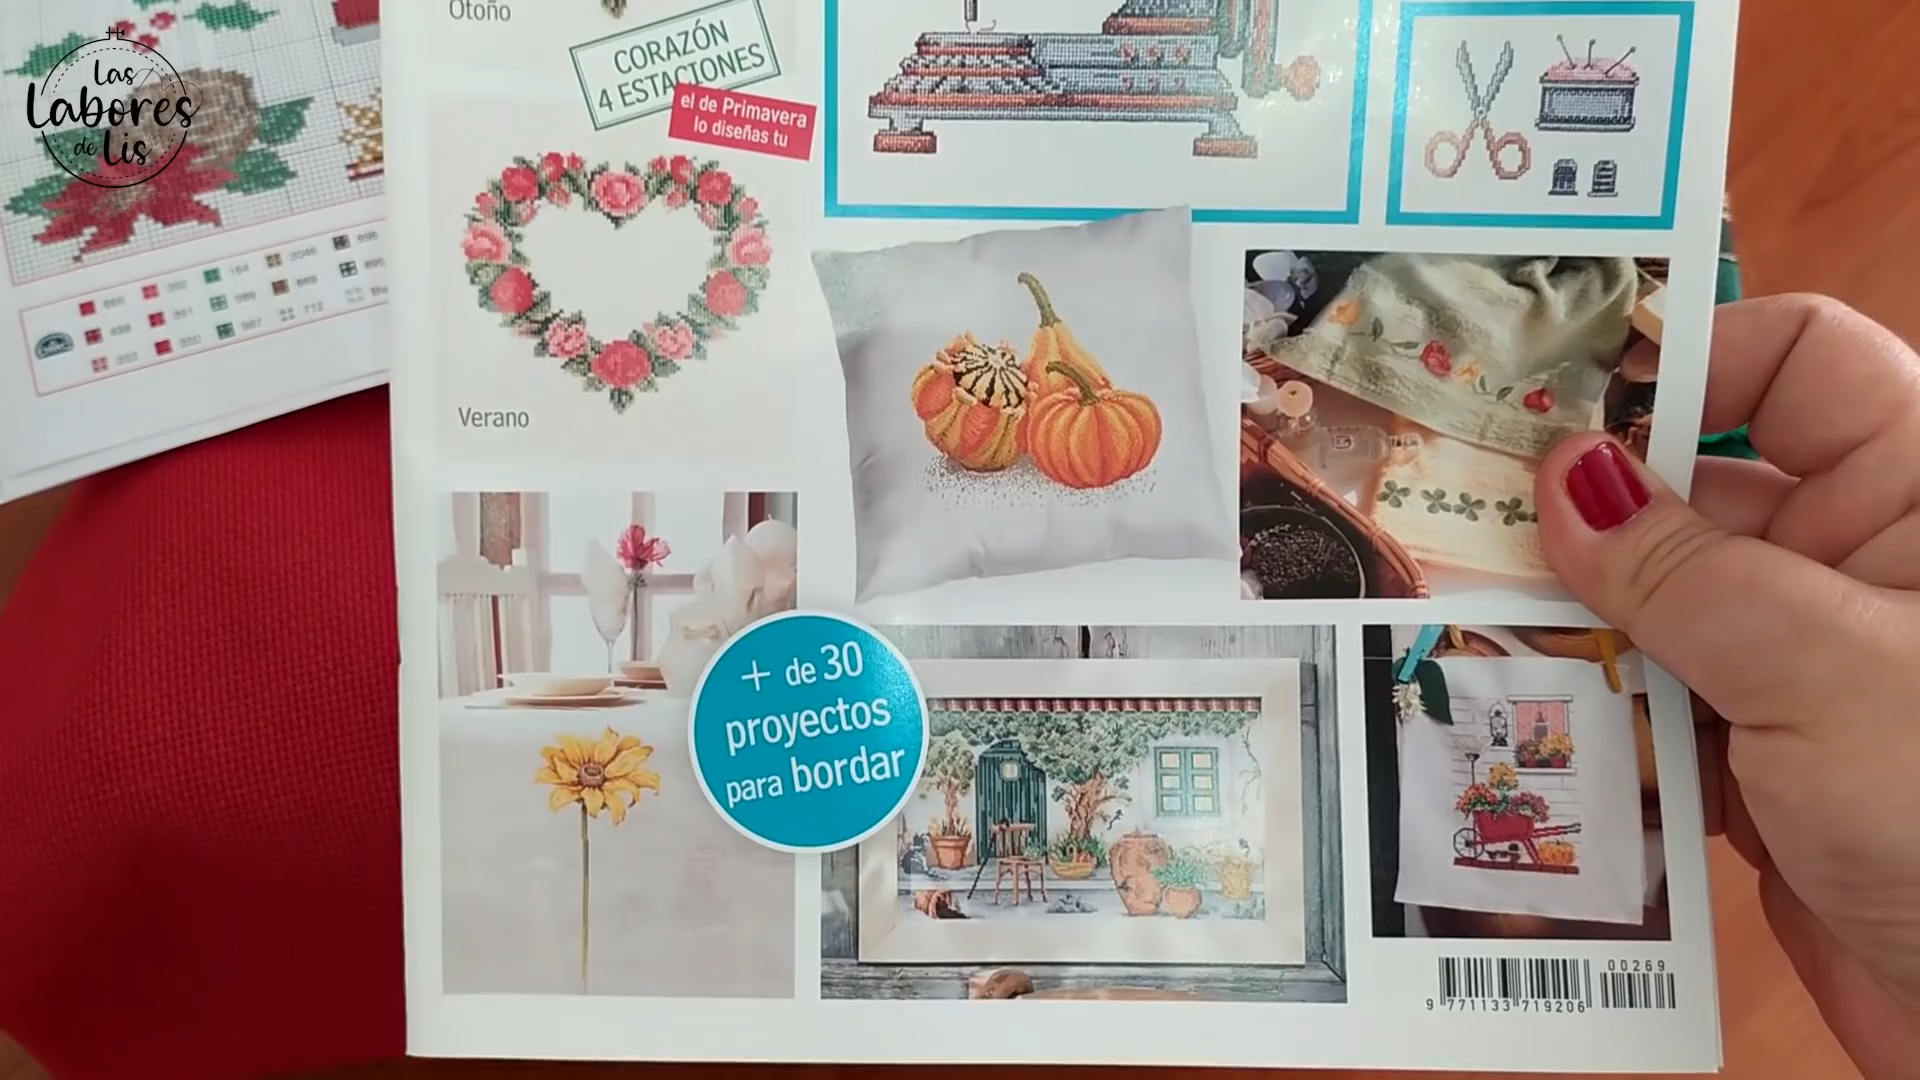 Las
Labores
de Lis
Otoño
CORAZÓN
4 ESTACIONES
el de Primavera
lo diseñas tu
Verano
+ de 30
proyectos
para bordar
00269
9 771133 719206
712